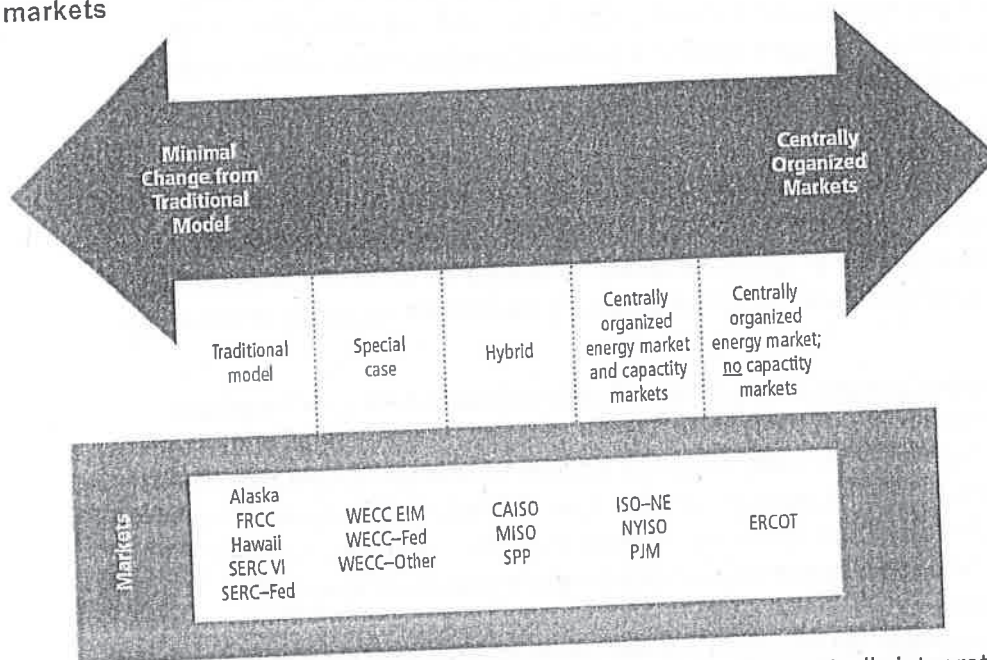 markets
Minimal
Change from
Traditional
Model
Centrally
Organized
Markets
Traditional
model
Special
case
Hybrid
Centrally
organized
energy market
and capactity
markets
Centrally
organized
energy market;
no capactity
markets
Markets
Alaska
FRCC
Hawaii
SERC VI
SERC–Fed
WECC EIM
WECC–Fed
WECC–Other
CAISO
MISO
SPP
ISO–NE
NYISO
PJM
ERCOT